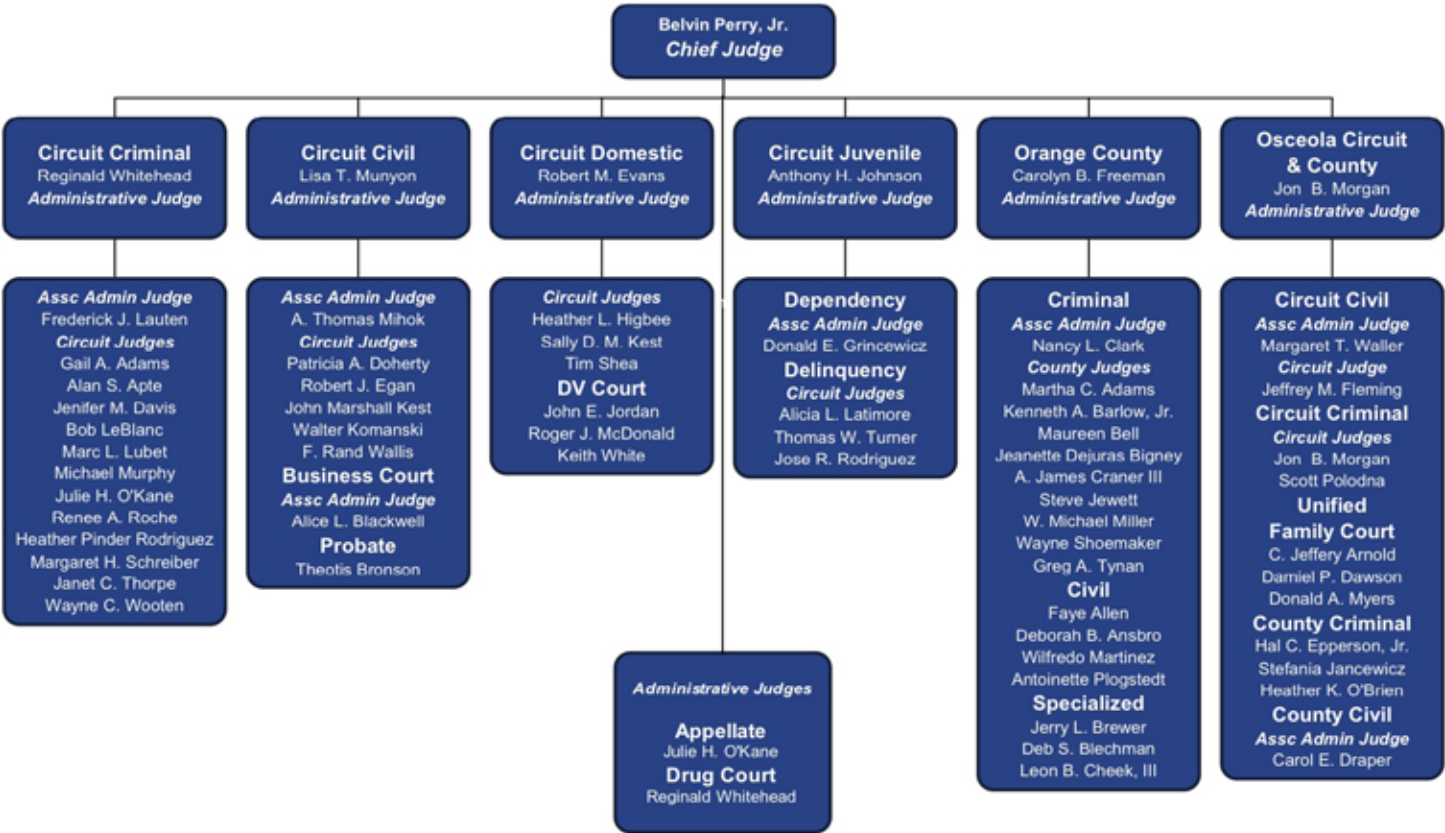 Belvin Perry, Jr.
Chief Judge
Circuit Criminal
Reginald Whitehead
Administrative Judge
Circuit Civil
Lisa T. Munyon
Administrative Judge
Circuit Domestic
Robert M. Evans
Administrative Judge
Circuit Juvenile
Anthony H. Johnson
Administrative Judge
Orange County
Carolyn B. Freeman
Administrative Judge
Osceola Circuit
& County
Jon B. Morgan
Administrative Judge
Assc Admin Judge
Frederick J. Lauten
Circuit Judges
Gail A. Adams
Alan S. Apte
Jenifer M. Davis
Bob LeBlanc
Marc L. Lubet
Michael Murphy
Julie H. O'Kane
Renee A. Roche
Heather Pinder Rodriguez
Margaret H. Schreiber
Janet C. Thorpe
Wayne C. Wooten
Assc Admin Judge
A. Thomas Mihok
Circuit Judges
Patricia A. Doherty
Robert J. Egan
John Marshall Kest
Walter Komanski
F. Rand Wallis
Business Court
Assc Admin Judge
Alice L. Blackwell
Probate
Theotis Bronson
Circuit Judges
Heather L. Higbee
Sally D. M. Kest
Tim Shea
DV Court
John E. Jordan
Roger J. McDonald
Keith White
Dependency
Assc Admin Judge
Donald E. Grincewicz
Delinquency
Circuit Judges
Alicia L. Latimore
Thomas W. Turner
Jose R. Rodriguez
Criminal
Assc Admin Judge
Nancy L. Clark
County Judges
Martha C. Adams
Kenneth A. Barlow, Jr.
Maureen Bell
Jeanette Dejuras Bigney
A. James Craner III
Steve Jewett
W. Michael Miller
Wayne Shoemaker
Greg A. Tynan
Civil
Faye Allen
Deborah B. Ansbro
Wilfredo Martinez
Antoinette Plogstedt
Specialized
Jerry L. Brewer
Deb S. Blechman
Leon B. Cheek, III
Circuit Civil
Assc Admin Judge
Margaret T. Waller
Circuit Judge
Jeffrey M. Fleming
Circuit Criminal
Circuit Judges
Jon B. Morgan
Scott Polodna
Unified
Family Court
C. Jeffery Arnold
Damiel P. Dawson
Donald A. Myers
County Criminal
Hal C. Epperson, Jr.
Stefania Jancewicz
Heather K. O'Brien
County Civil
Assc Admin Judge
Carol E. Draper
Administrative Judges
Appellate
Julie H. O'Kane
Drug Court
Reginald Whitehead